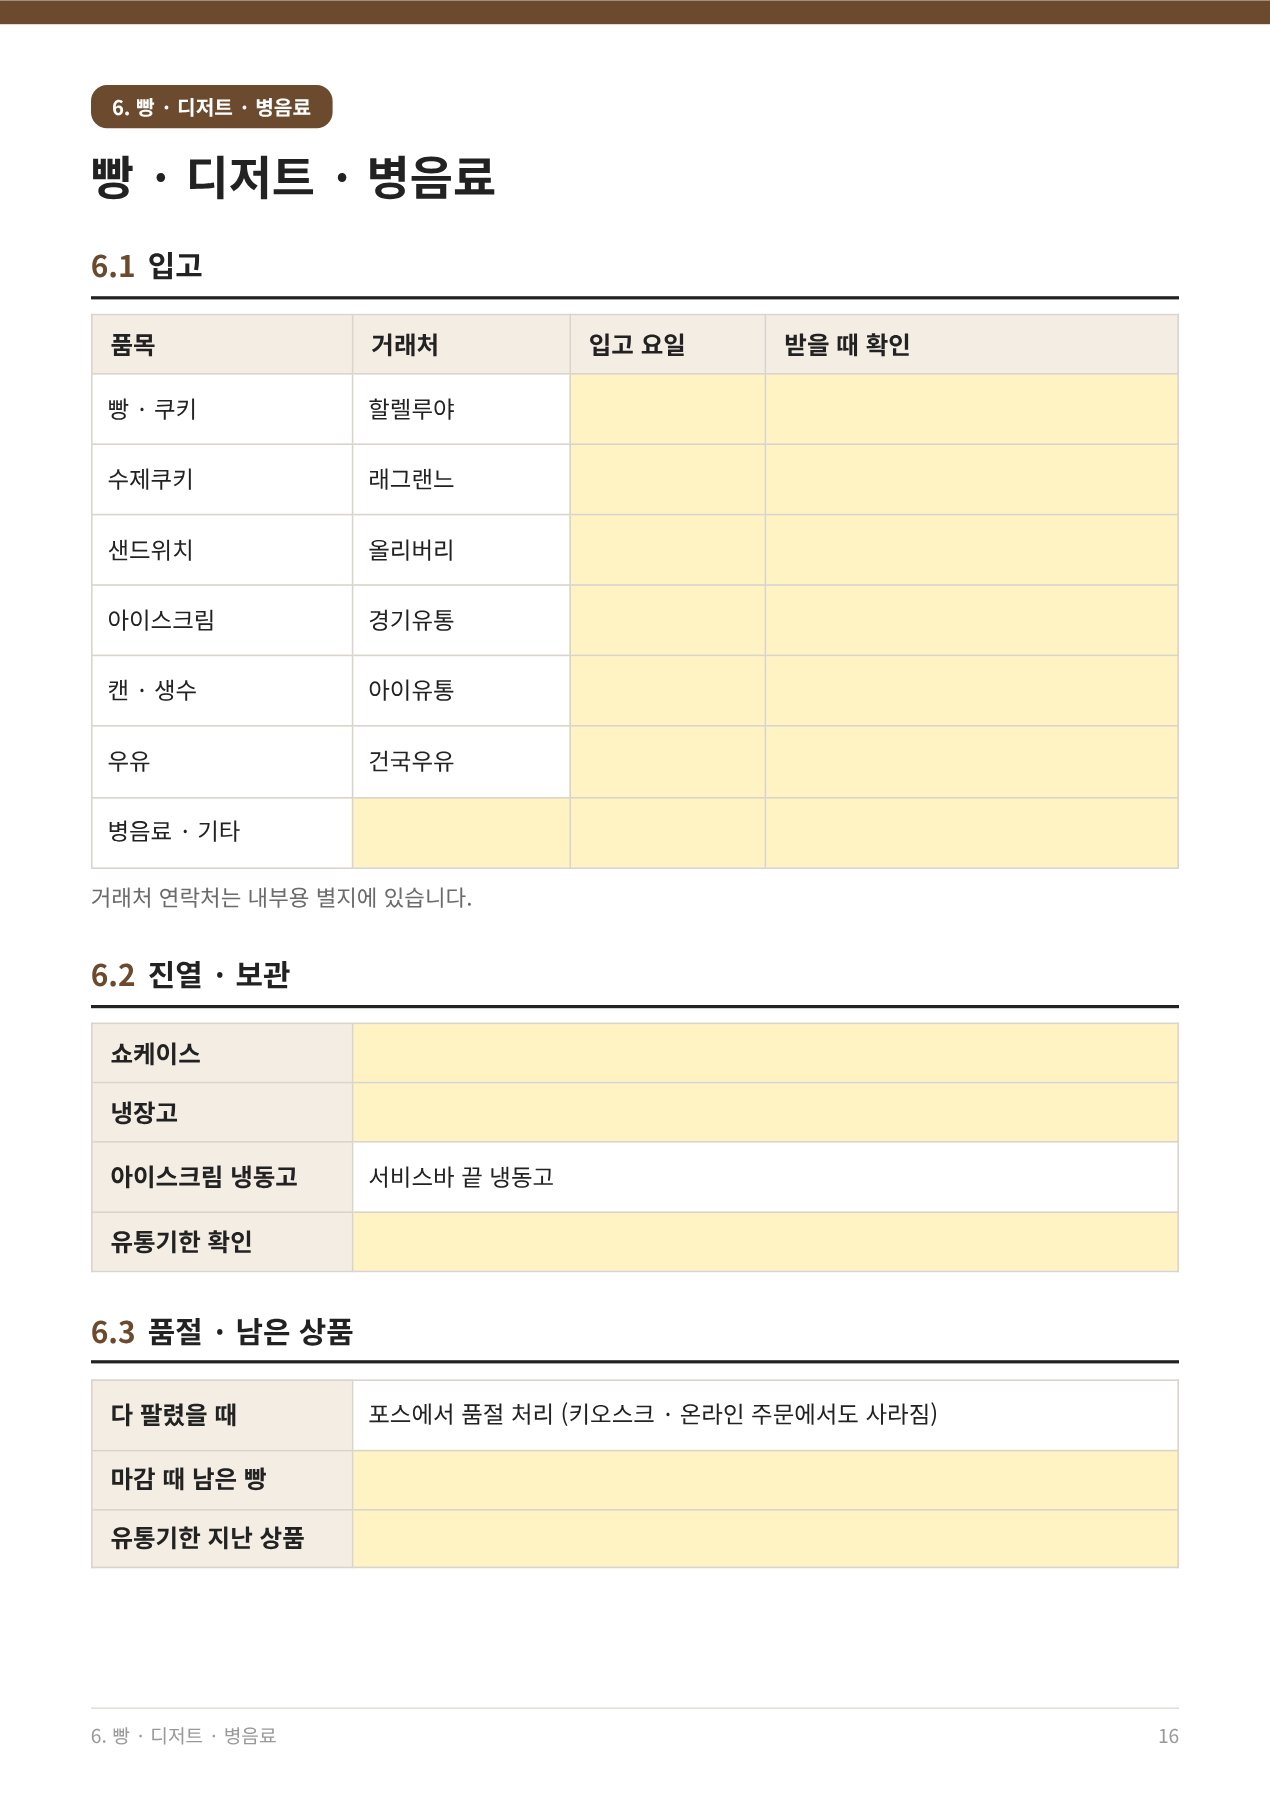 6. 빵 · 디저트 · 병음료
빵 · 디저트 · 병음료
6.1 입고
품목 거래처 입고 요일 받을 때 확인
빵 · 쿠키 할렐루야
수제쿠키 래그랜느
샌드위치 올리버리
아이스크림 경기유통
캔 · 생수 아이유통
우유 건국우유
병음료 · 기타
거래처 연락처는 내부용 별지에 있습니다.
6.2 진열 · 보관
쇼케이스
냉장고
아이스크림 냉동고 서비스바 끝 냉동고
유통기한 확인
6.3 품절 · 남은 상품
다 팔렸을 때 포스에서 품절 처리 (키오스크 · 온라인 주문에서도 사라짐)
마감 때 남은 빵
유통기한 지난 상품
6. 빵 · 디저트 · 병음료 16